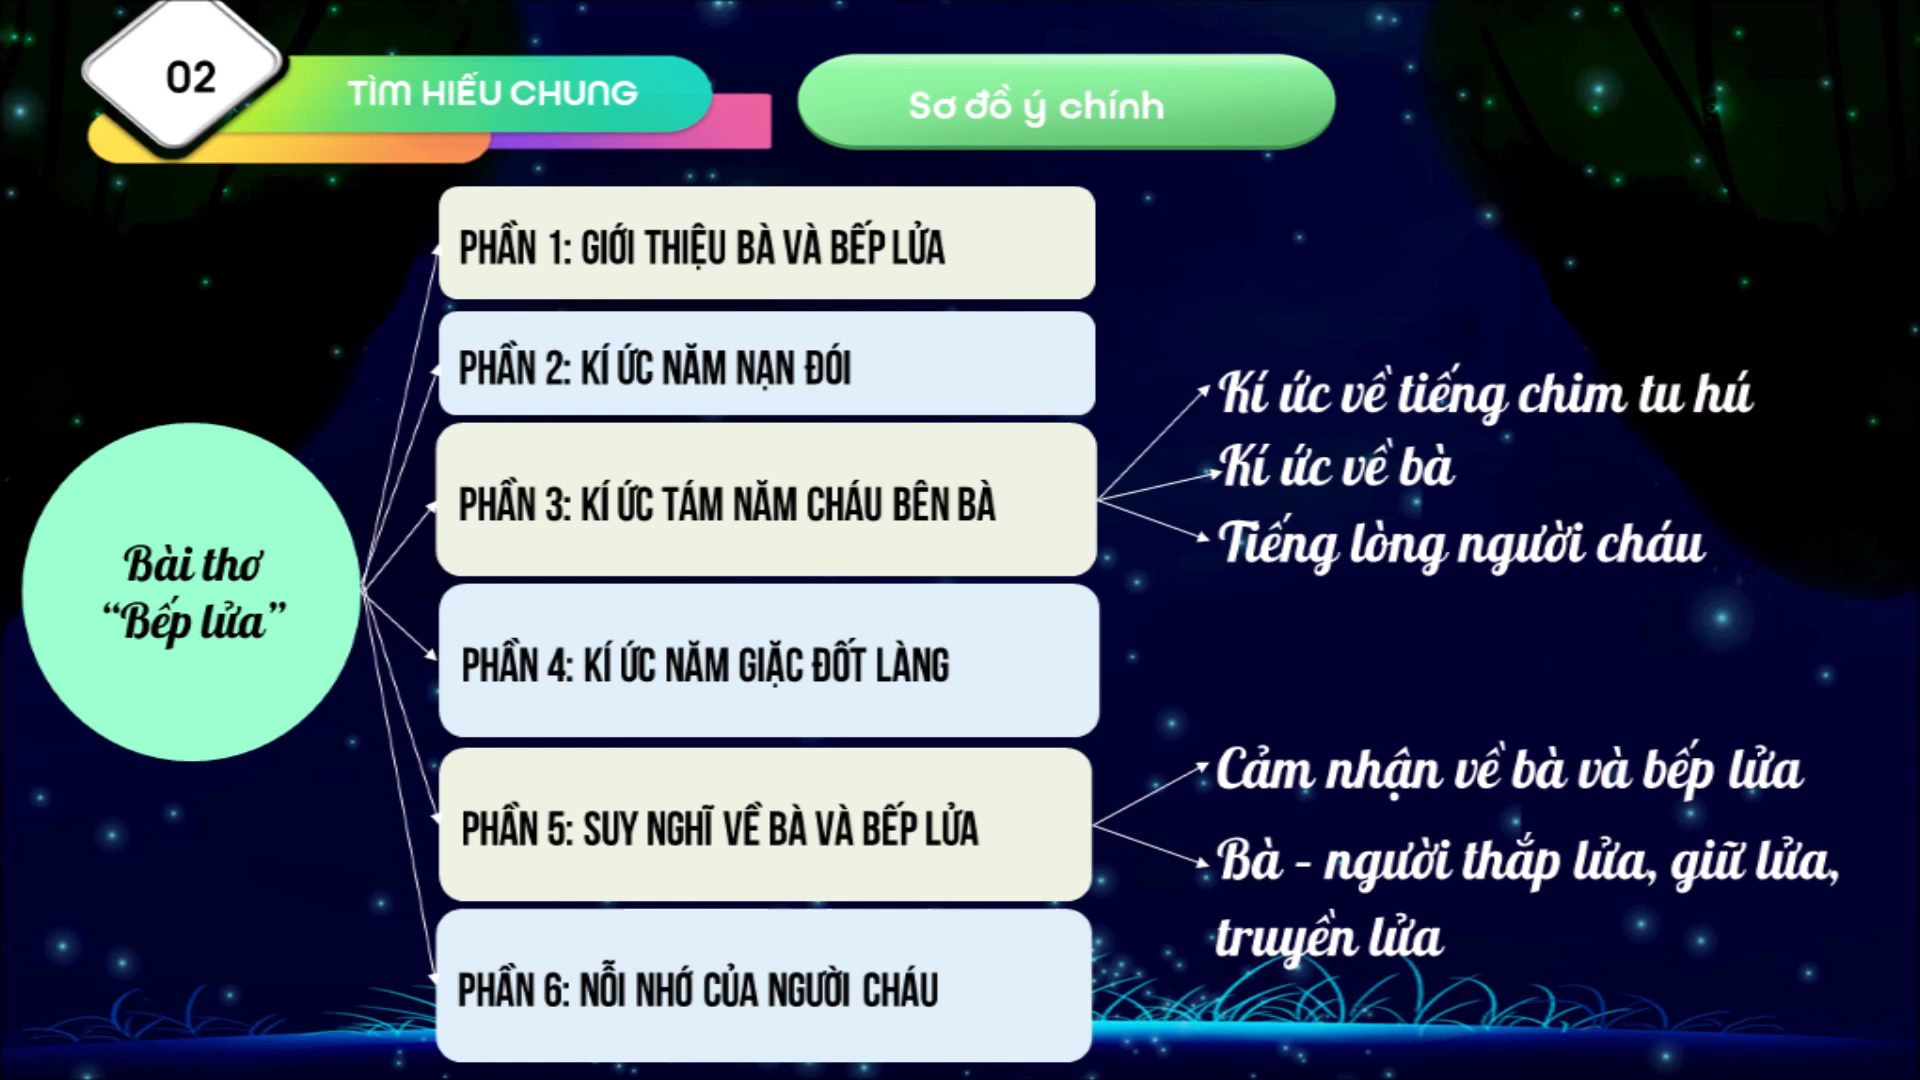 02
TÌM HIỂU CHUNG
Sơ đồ ý chính
PHẦN 1: GIỚI THIỆU BÀ VÀ BẾP LỬA
PHẦN 2: KÍ ỨC NĂM NẠN ĐÓI
PHẦN 3: KÍ ỨC TÁM NĂM CHÁU BÊN BÀ
Kí ức về tiếng chim tu hú
Kí ức về bà
Tiếng lòng người cháu
Bài thơ
“Bếp lửa”
PHẦN 4: KÍ ỨC NĂM GIẶC ĐỐT LÀNG
PHẦN 5: SUY NGHĨ VỀ BÀ VÀ BẾP LỬA
Cảm nhận về bà và bếp lửa
Bà – người thắp lửa, giữ lửa,
truyền lửa
PHẦN 6: NỖI NHỚ CỦA NGƯỜI CHÁU